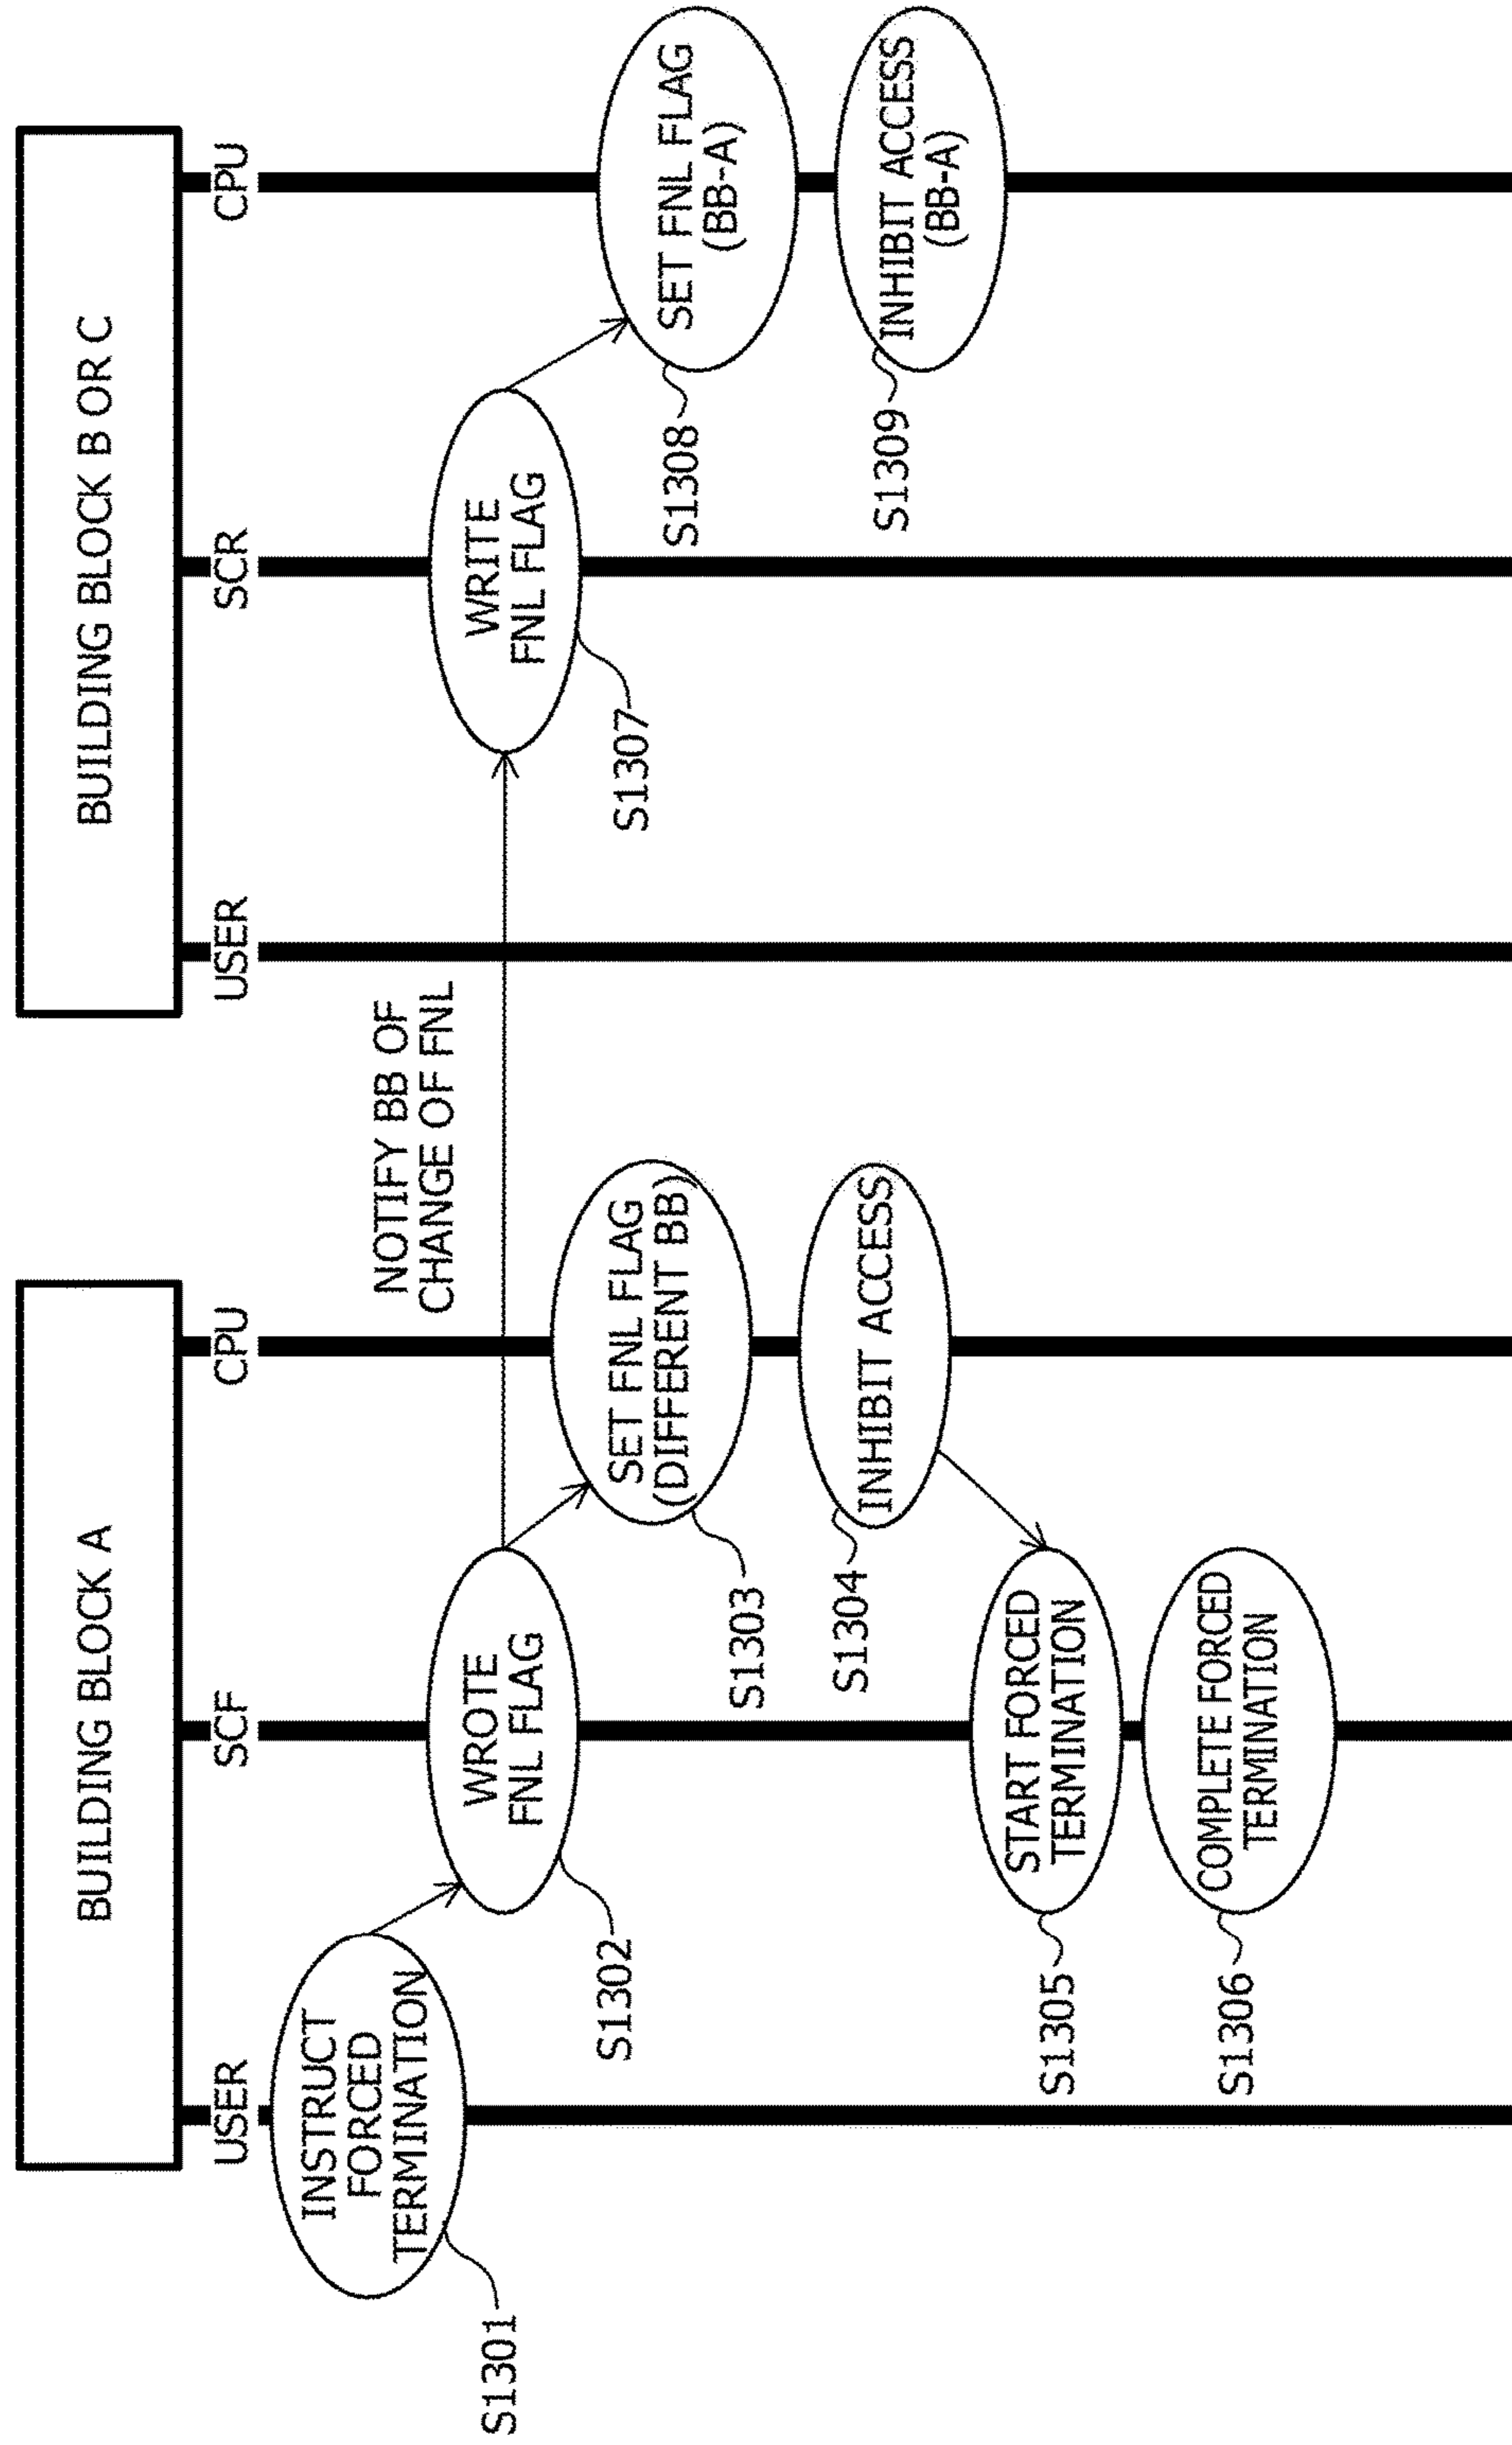 BUILDING BLOCK A
BUILDING BLOCK B OR C
USER
SCF
CPU
USER
SCR
CPU
INSTRUCT
FORCED
TERMINATION
S1301
NOTIFY BB OF
CHANGE OF FNL
WROTE
FNL FLAG
S1302
WRITE
FNL FLAG
S1307
SET FNL FLAG
(DIFFERENT BB)
S1303
SET FNL FLAG
(BB-A)
S1308
INHIBIT ACCESS
S1304
INHIBIT ACCESS
(BB-A)
S1309
START FORCED
TERMINATION
S1305
COMPLETE FORCED
TERMINATION
S1306